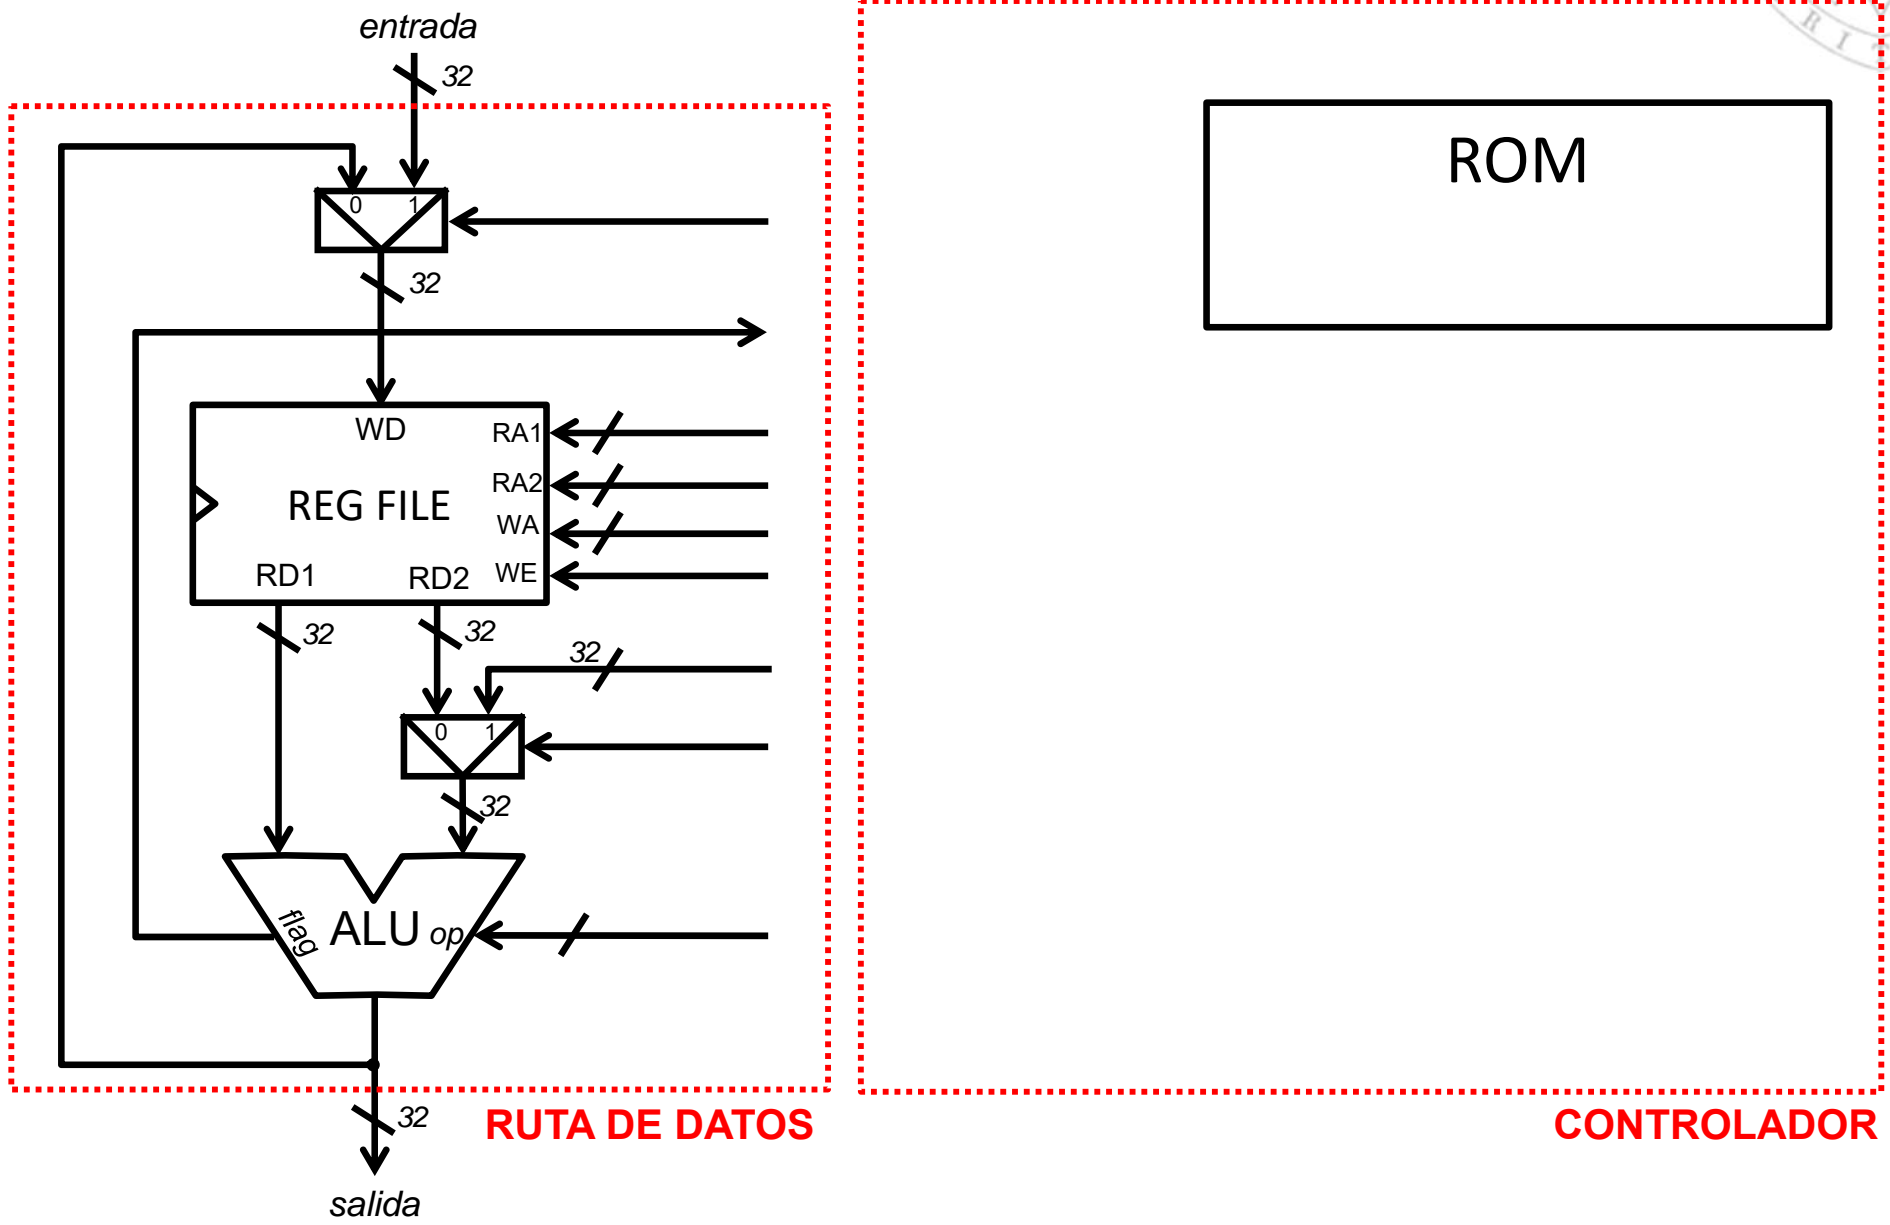 entrada
32
0 1
32
WD
RA1
RA2
REG FILE
WA
WE
RD1 RD2
32 32
32
0 1
32
flag ALU op
32
salida
RUTA DE DATOS
ROM
CONTROLADOR